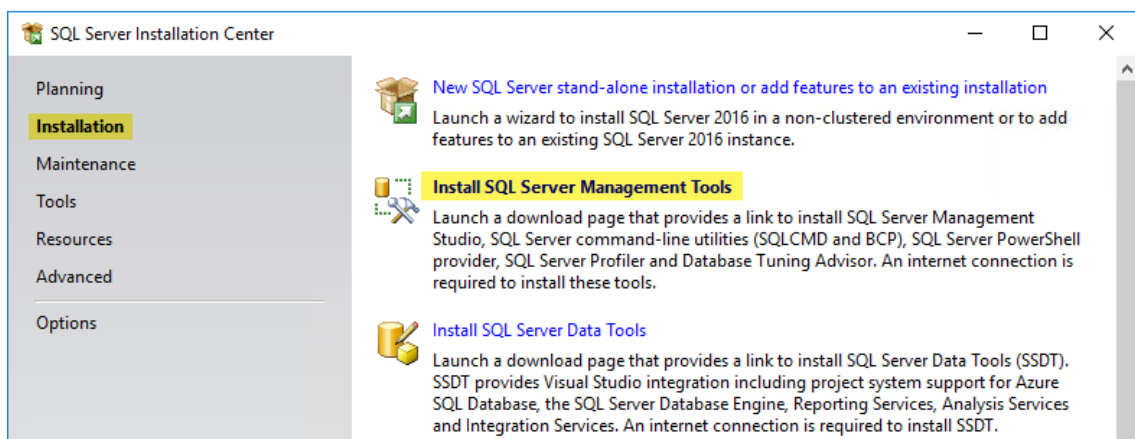 SQL Server Installation Center
Planning
Installation
Maintenance
Tools
Resources
Advanced
Options
New SQL Server stand-alone installation or add features to an existing installation
Launch a wizard to install SQL Server 2016 in a non-clustered environment or to add
features to an existing SQL Server 2016 instance.
Install SQL Server Management Tools
Launch a download page that provides a link to install SQL Server Management
Studio, SQL Server command-line utilities (SQLCMD and BCP), SQL Server PowerShell
provider, SQL Server Profiler and Database Tuning Advisor. An internet connection is
required to install these tools.
Install SQL Server Data Tools
Launch a download page that provides a link to install SQL Server Data Tools (SSDT).
SSDT provides Visual Studio integration including project system support for Azure
SQL Database, the SQL Server Database Engine, Reporting Services, Analysis Services
and Integration Services. An internet connection is required to install SSDT.